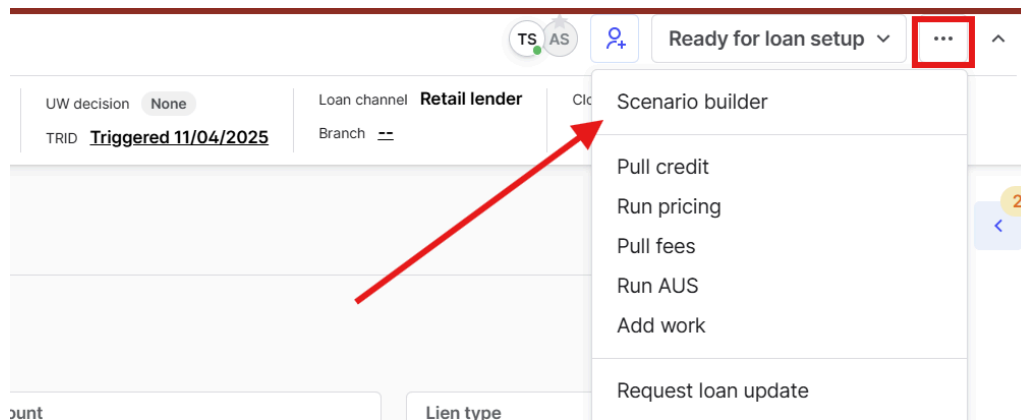 TS AS Ready for loan setup ...
UW decision None Loan channel Retail lender
TRID Triggered 11/04/2025 Branch --
Scenario builder
Pull credit
Run pricing
2
Pull fees
Run AUS
Add work
Request loan update
Lien type